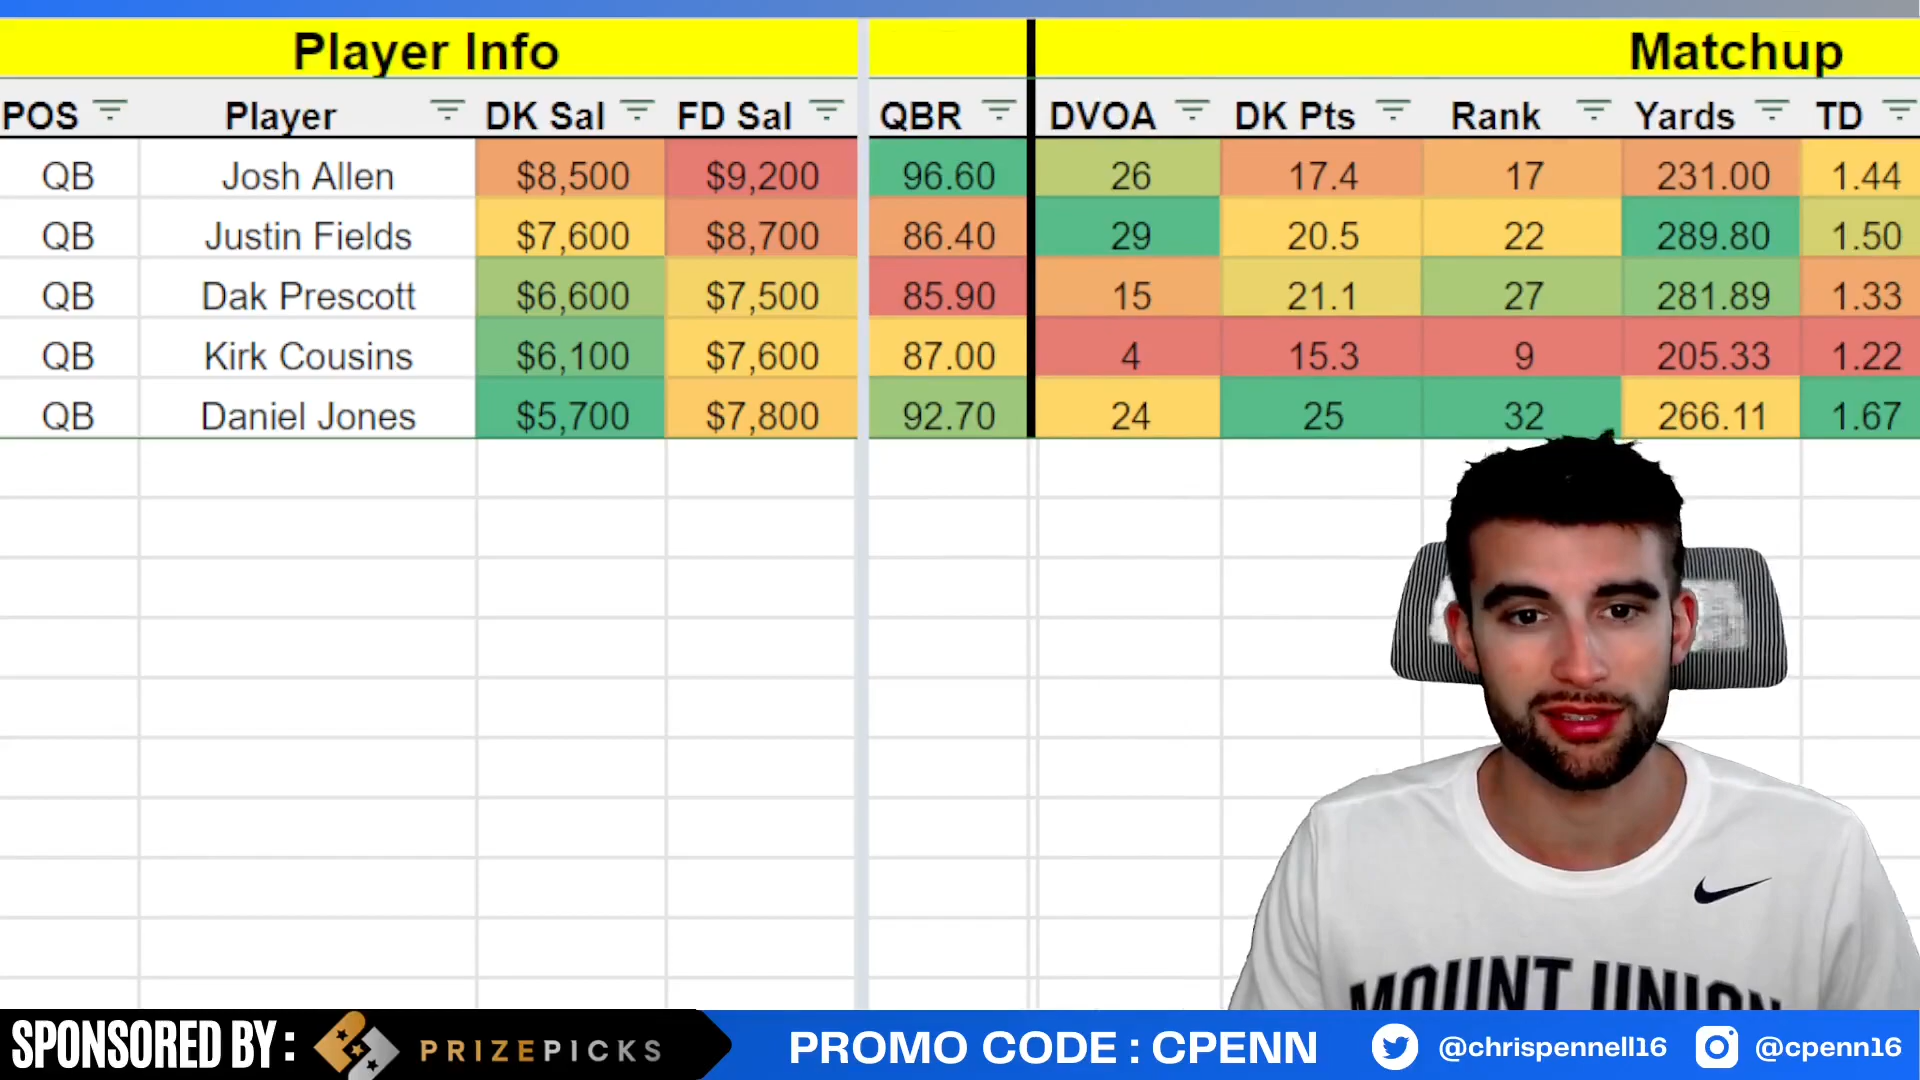 Player Info Matchup
POS Player DK Sal FD Sal QBR DVOA DK Pts Rank Yards TD
QB Josh Allen $8,500 $9,200 96.60 26 17.4 17 231.00 1.44
QB Justin Fields $7,600 $8,700 86.40 29 20.5 22 289.80 1.50
QB Dak Prescott $6,600 $7,500 85.90 15 21.1 27 281.89 1.33
QB Kirk Cousins $6,100 $7,600 87.00 4 15.3 9 205.33 1.22
QB Daniel Jones $5,700 $7,800 92.70 24 25 32 266.11 1.67
MOUNT UNION
SPONSORED BY : PRIZEPICKS PROMO CODE : CPENN @chrispennell16 @cpenn16